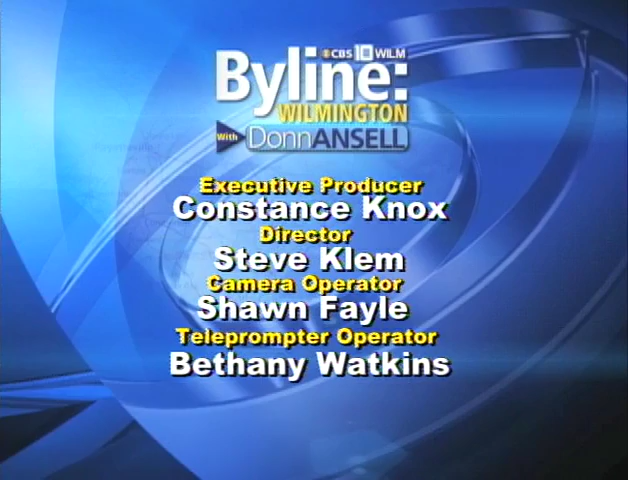 CBS 10 WILM
Byline:
WILMINGTON
With DonnANSELL
Executive Producer
Constance Knox
Director
Steve Klem
Camera Operator
Shawn Fayle
Teleprompter Operator
Bethany Watkins